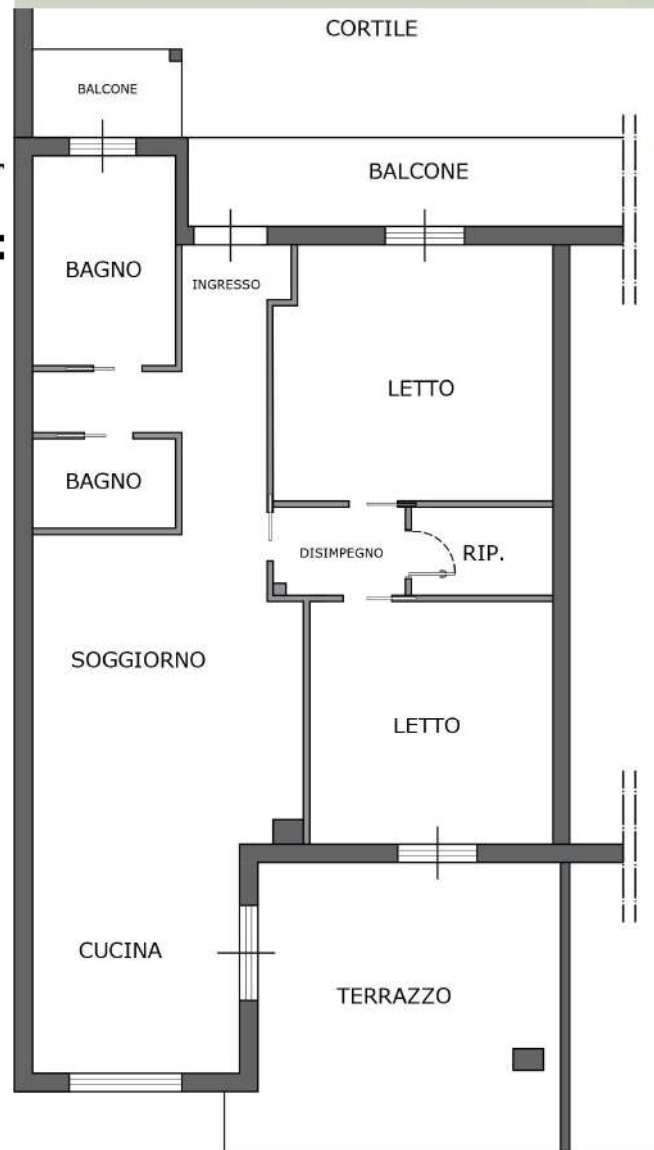 CORTILE
BALCONE
BALCONE
BAGNO
INGRESSO
LETTO
BAGNO
DISIMPEGNO
RIP.
SOGGIORNO
LETTO
CUCINA
TERRAZZO